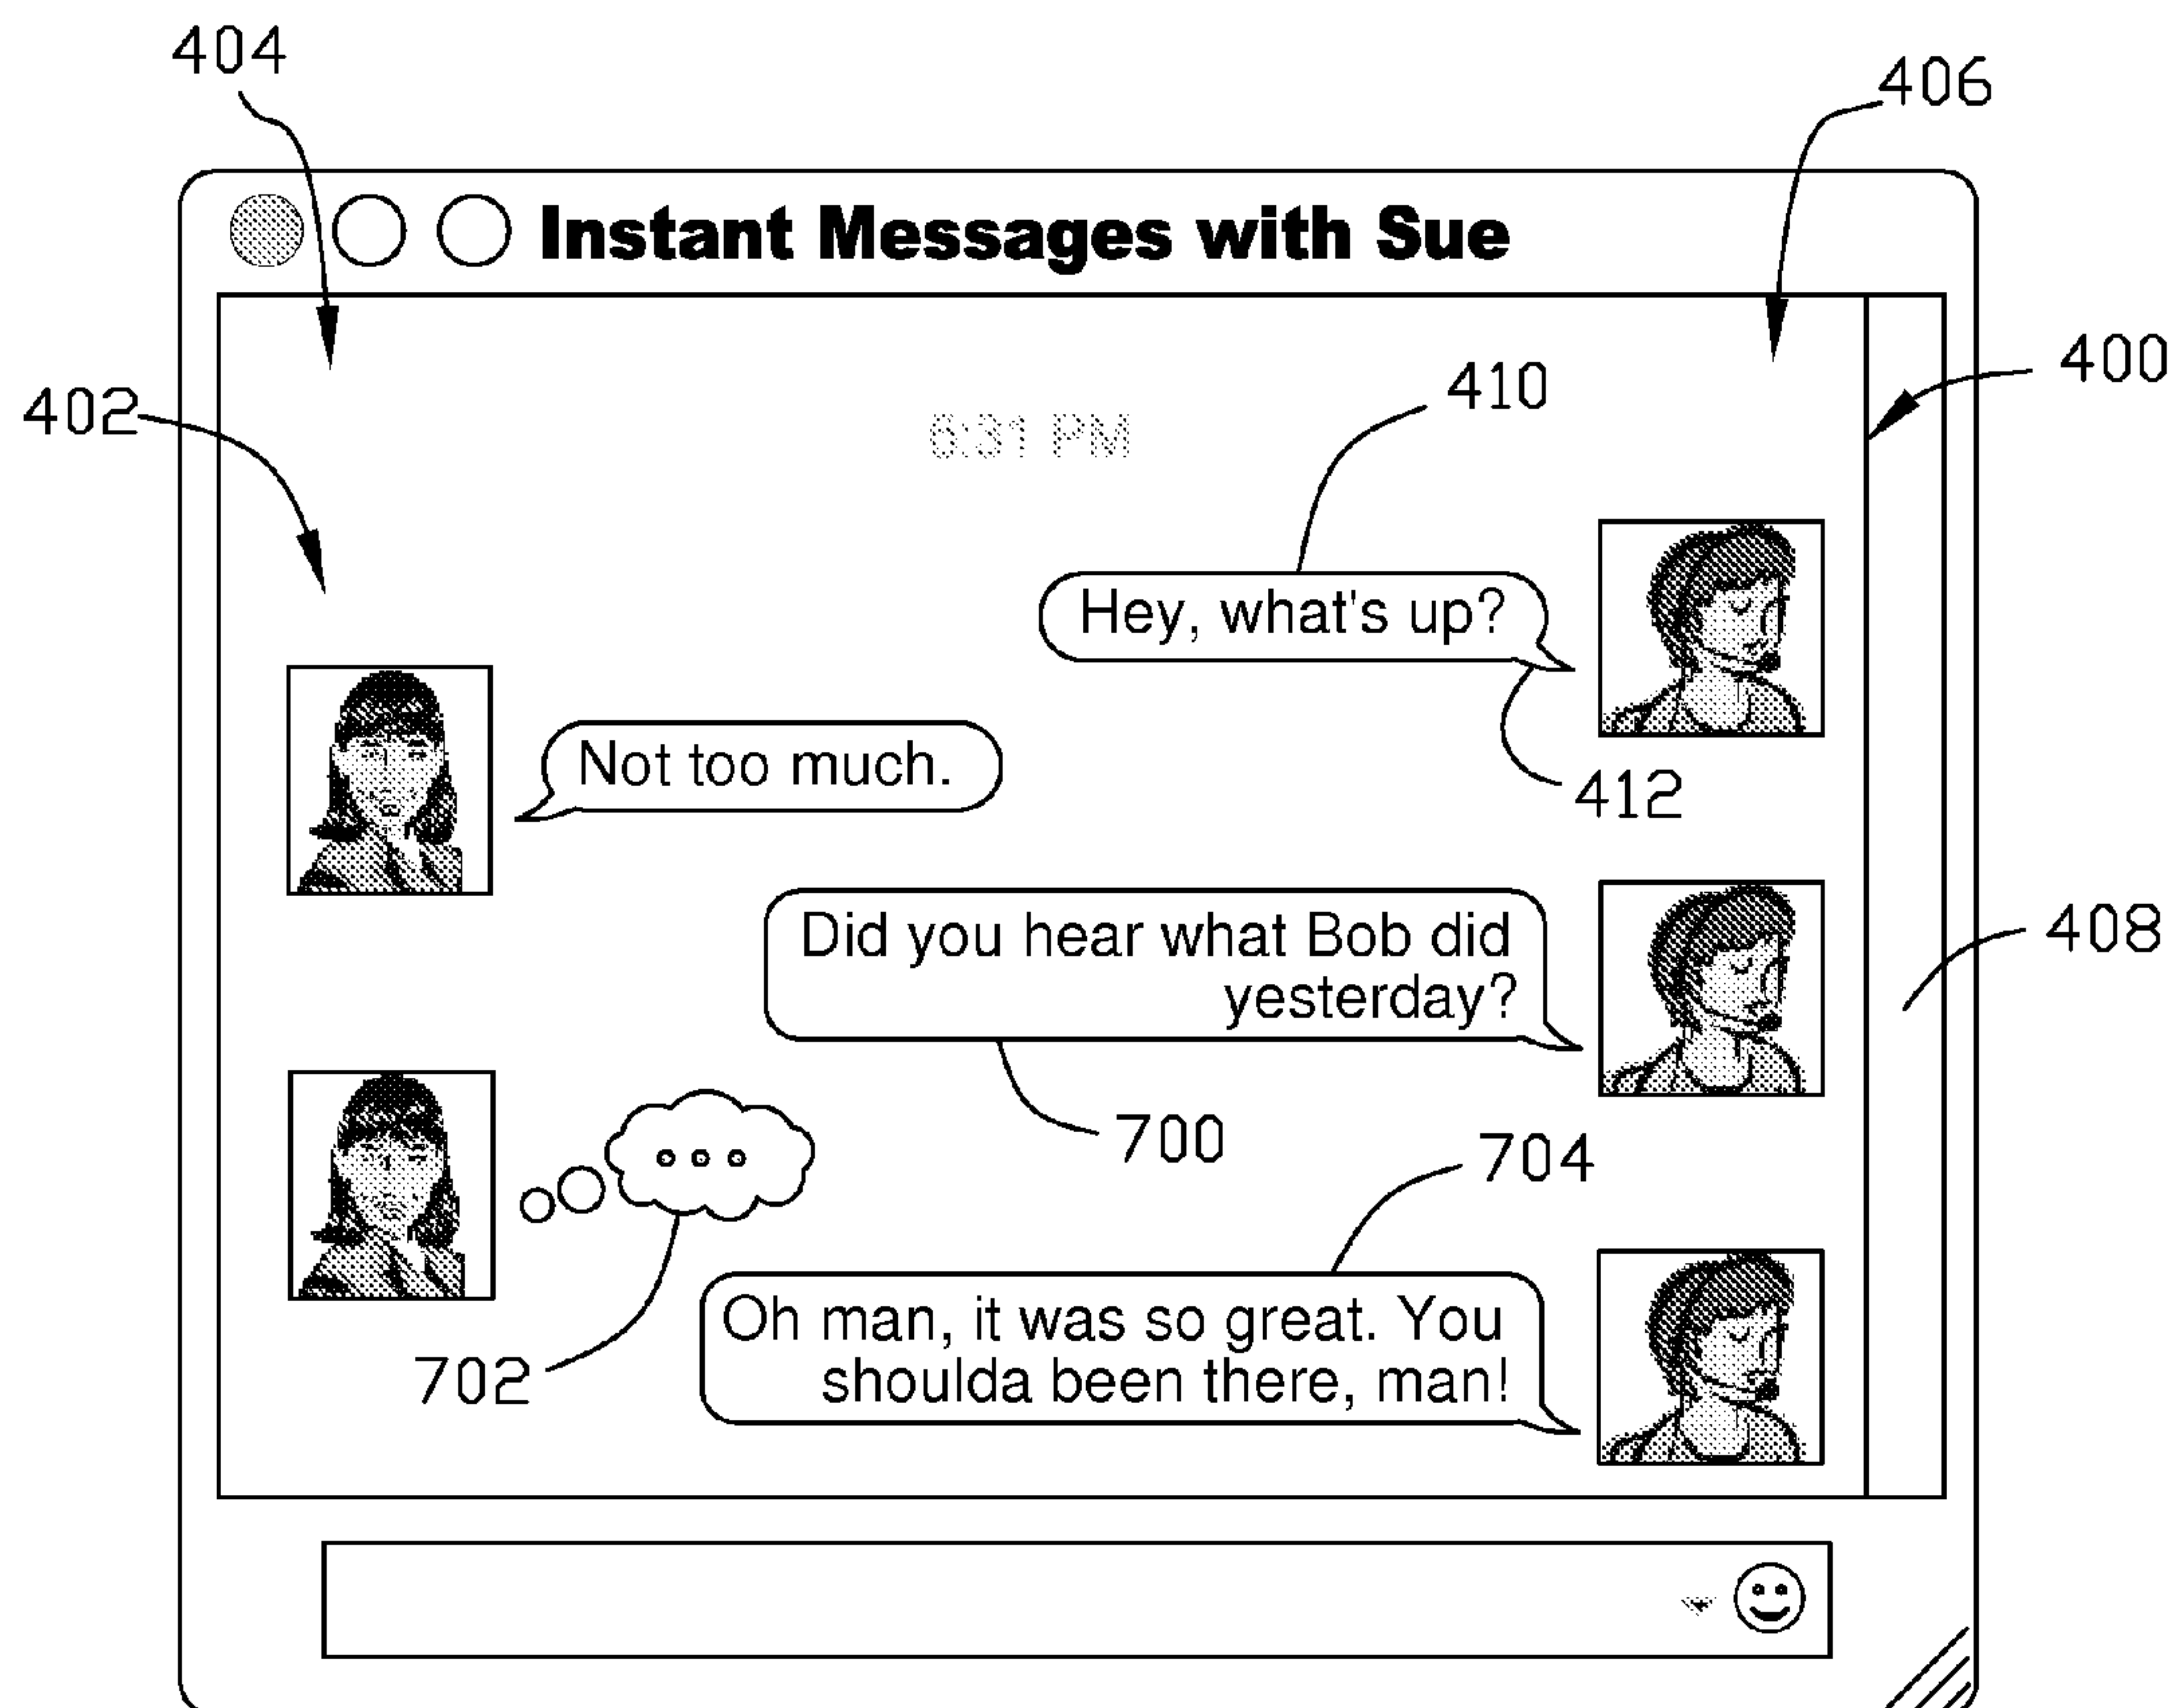 404
406
Instant Messages with Sue
400
402
410
6:31 PM
Hey, what's up?
412
Not too much.
408
Did you hear what Bob did
yesterday?
700
704
Oh man, it was so great. You
shoulda been there, man!
702